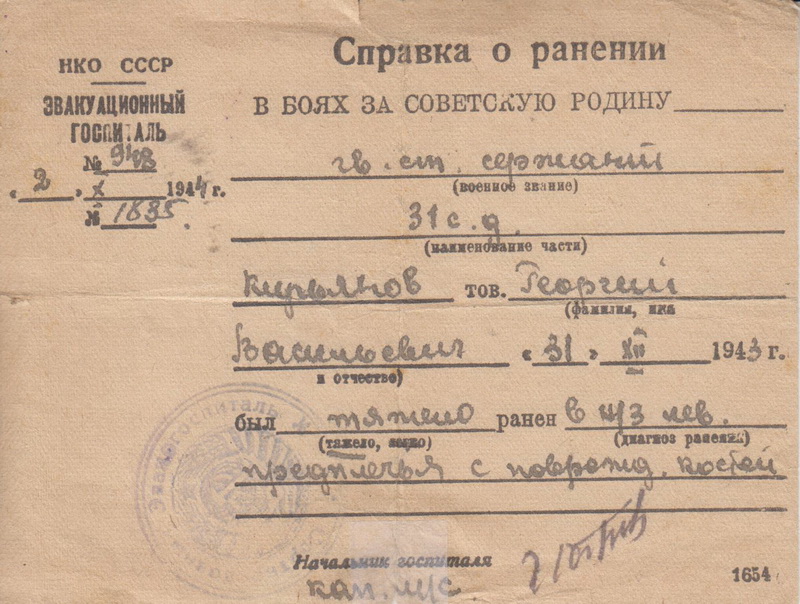 НКО СССР
ЭВАКУАЦИОННЫЙ
ГОСПИТАЛЬ
№ 948
« 2 » X 1944 г.
№ 1835.
Справка о ранении
В БОЯХ ЗА СОВЕТСКУЮ РОДИНУ
гв. ст. сержант
(военное звание)
31 с.д.
(наименование части)
Кирьянов тов. Георгий
(фамилия, имя
Васильевич « 31 » XII 1943 г.
и отчество)
был тяжело ранен в н/3 лев.
(тяжело, легко) (диагноз ранения)
предплечья с поврежд. костей
Начальник госпиталя
кап. м/с
1654